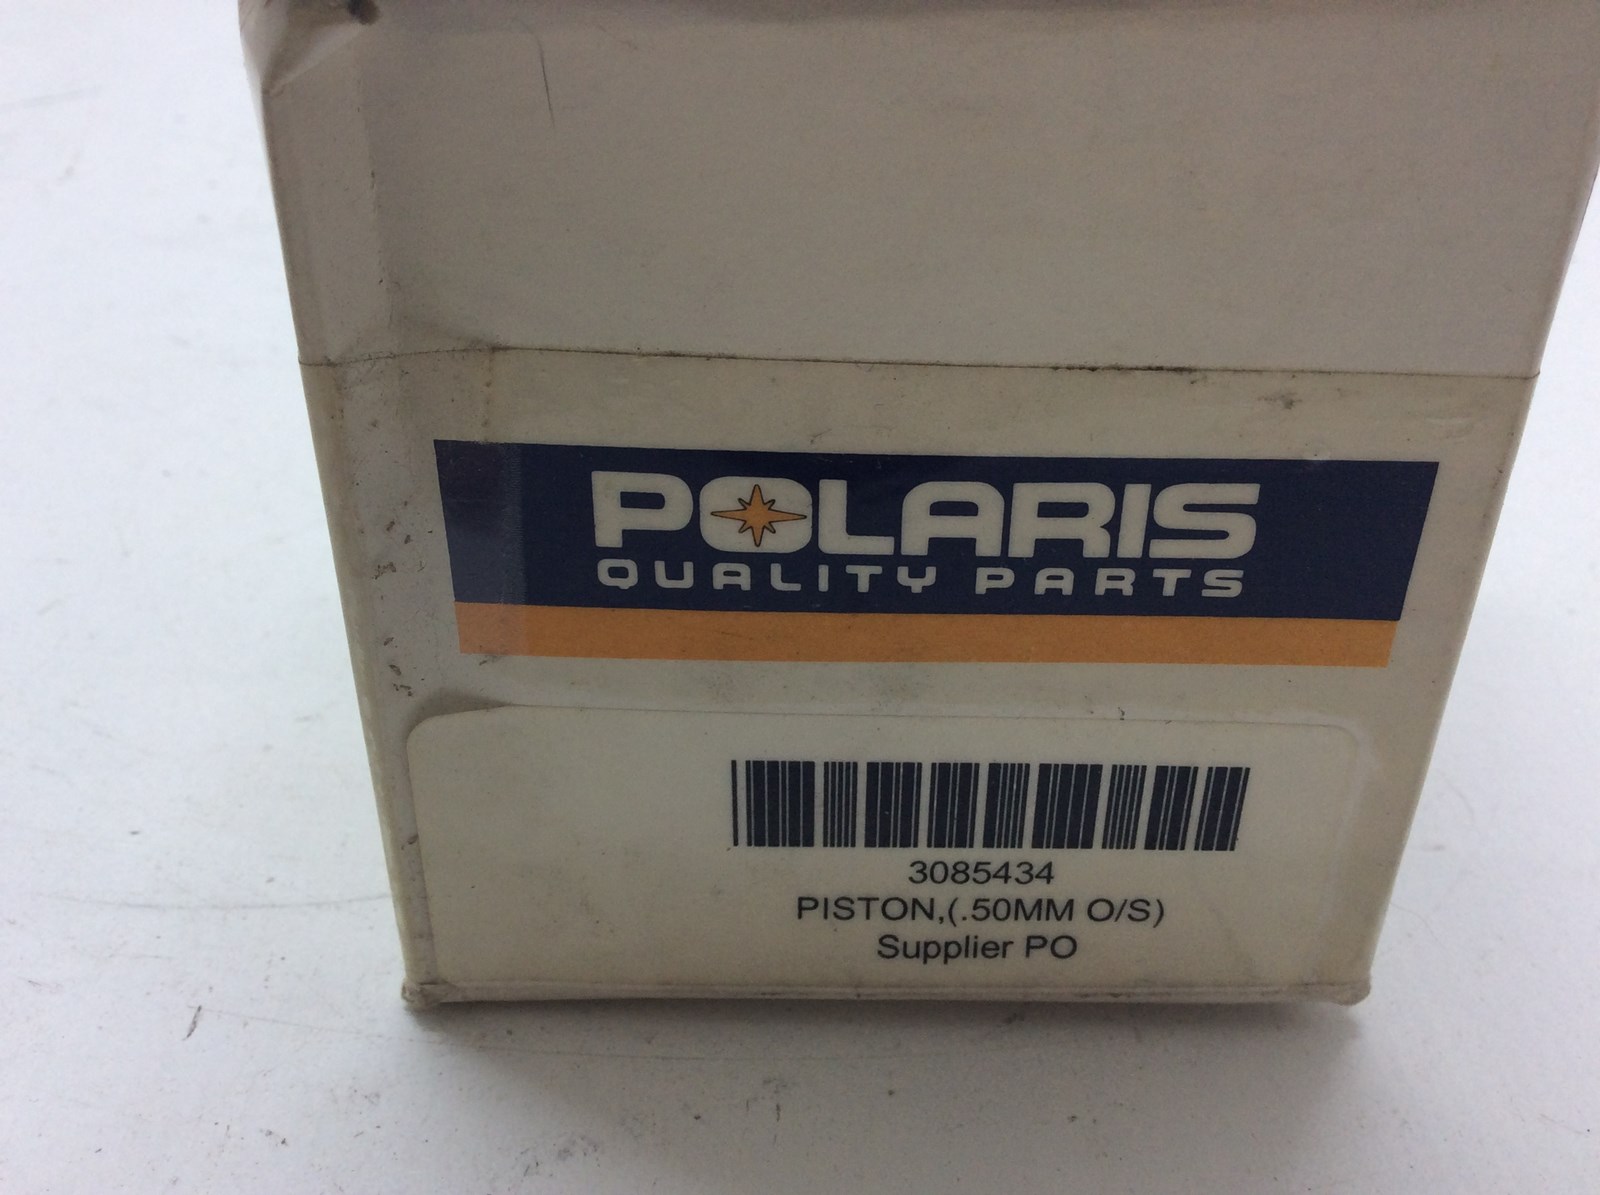 POLARIS
QUALITY PARTS
3085434
PISTON,(.50MM O/S)
Supplier PO